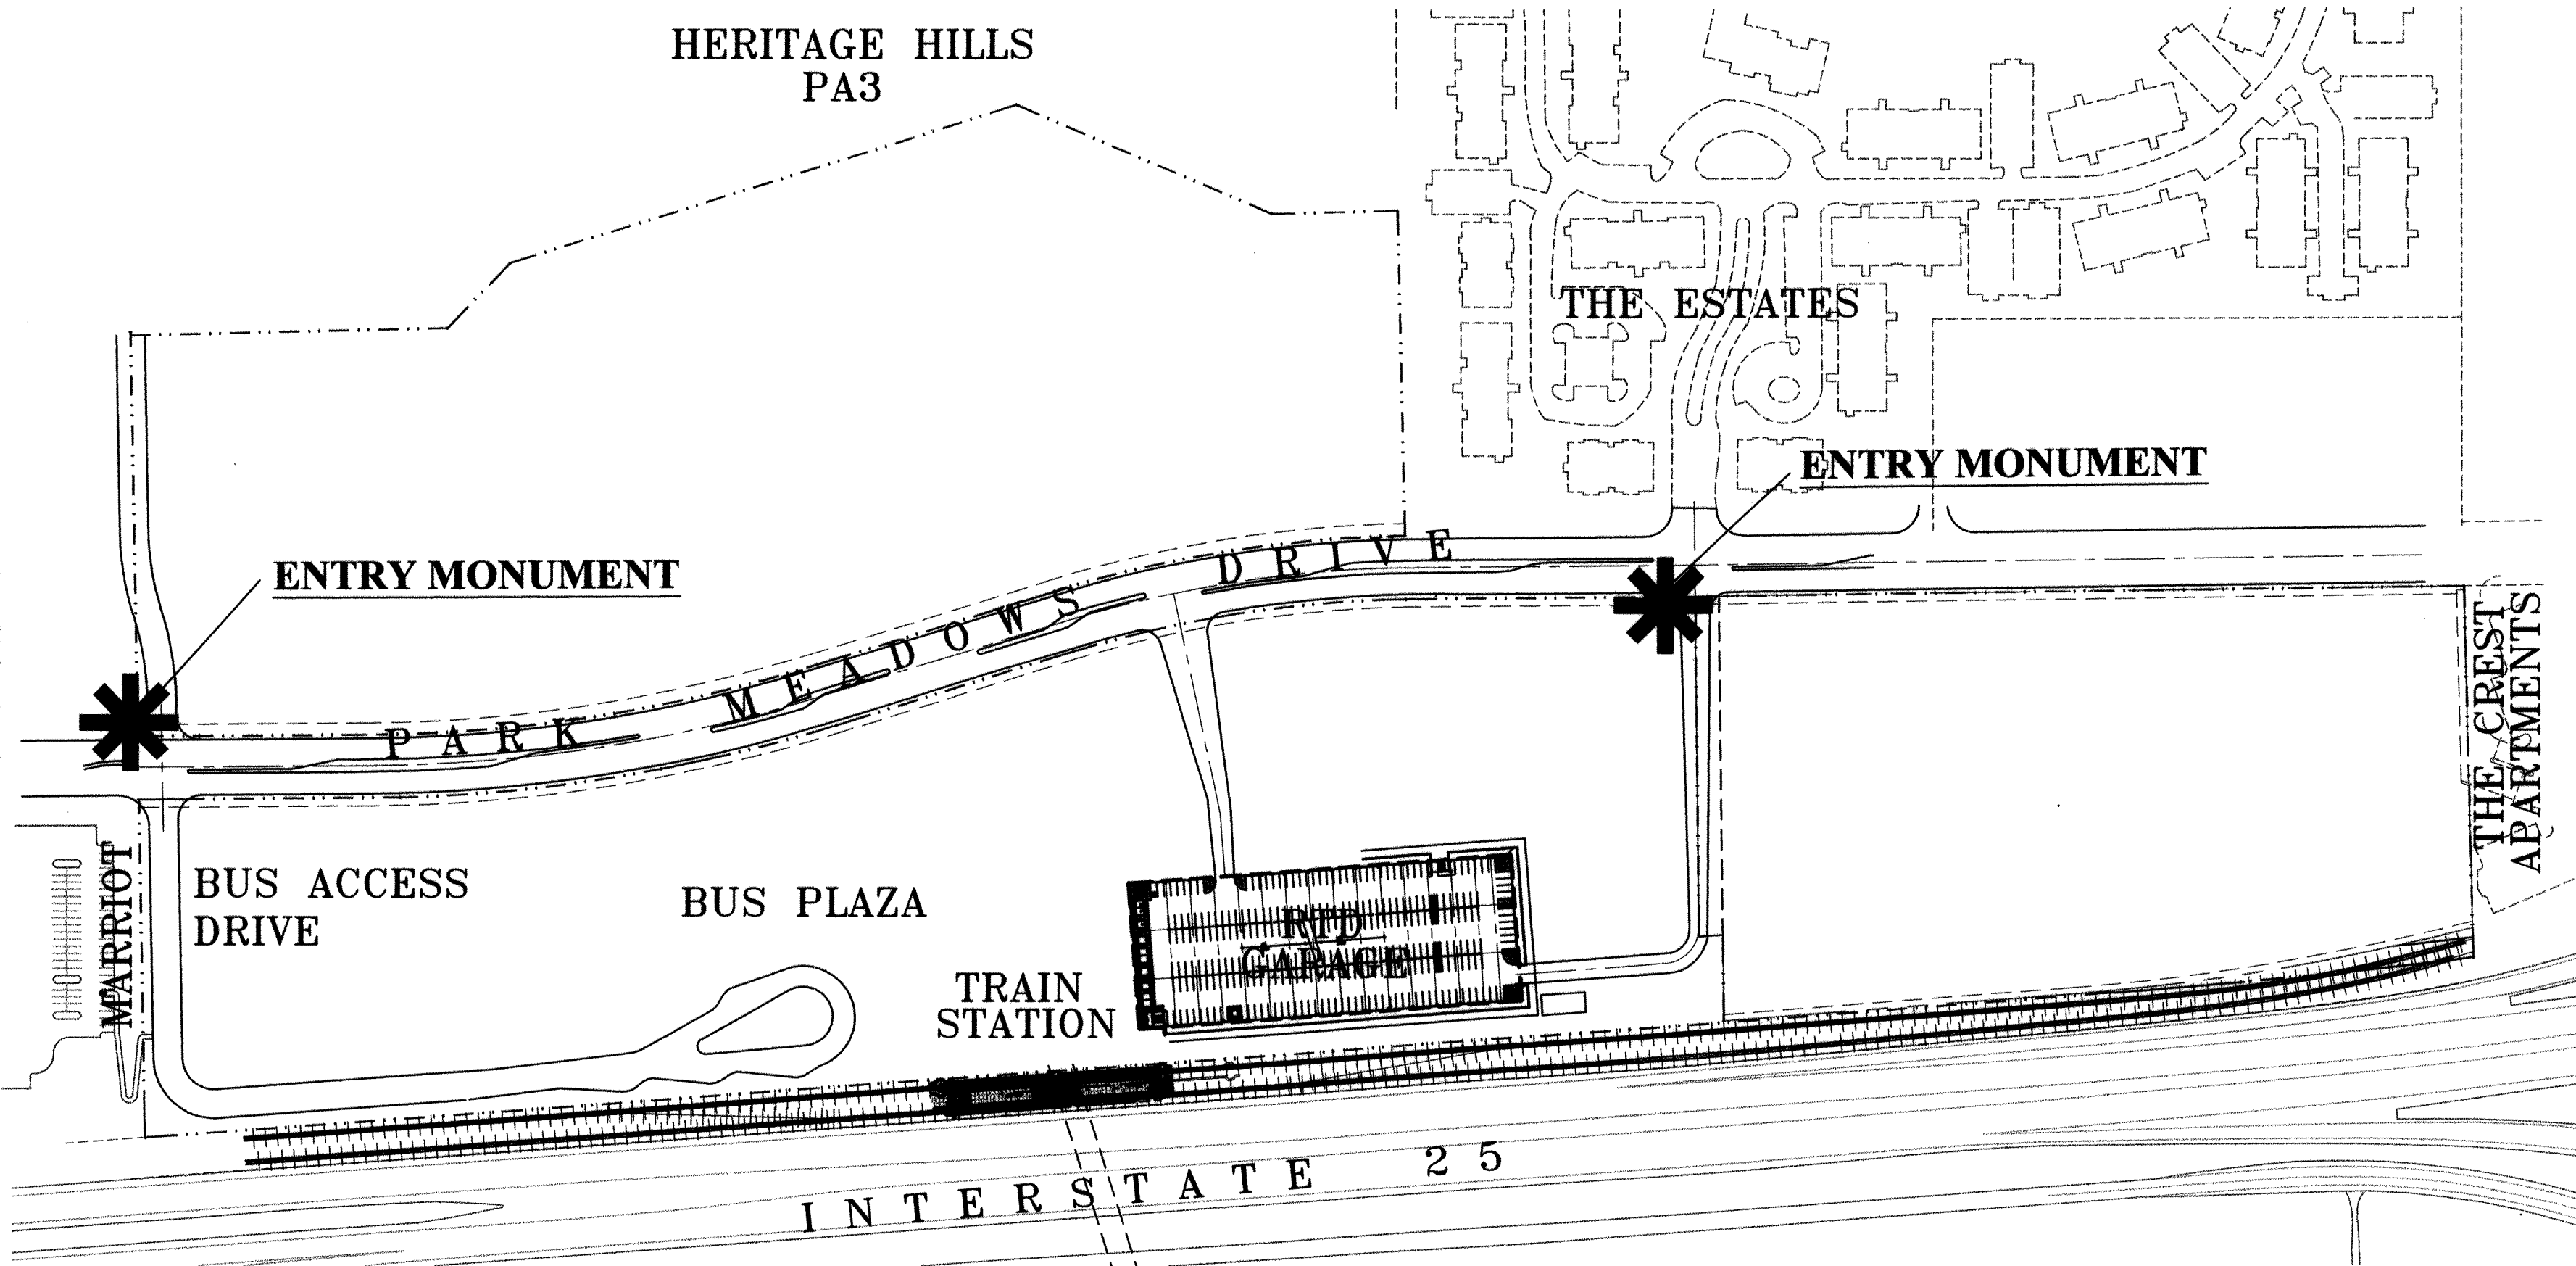 HERITAGE HILLS
PA3
THE ESTATES
ENTRY MONUMENT
ENTRY MONUMENT
PARK MEADOWS DRIVE
THE CREST
APARTMENTS
MARRIOT
BUS ACCESS
DRIVE
BUS PLAZA
RTD
GARAGE
TRAIN
STATION
INTERSTATE 25